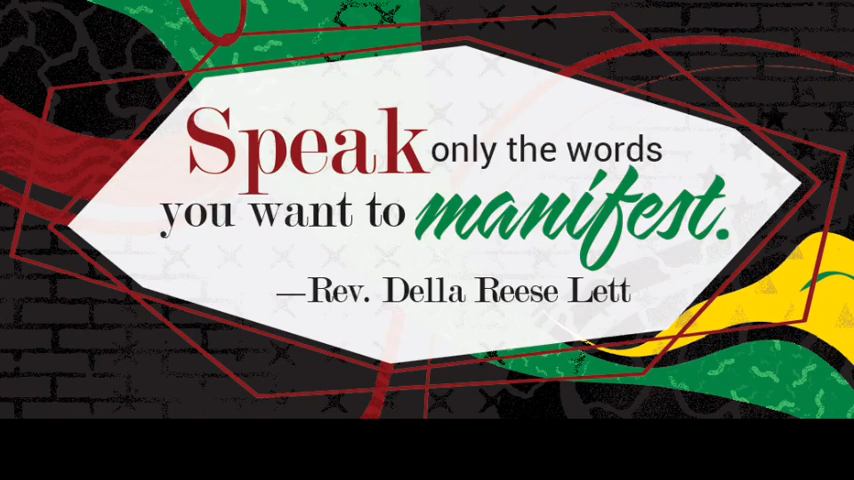 Speak only the words
you want to manifest.
—Rev. Della Reese Lett